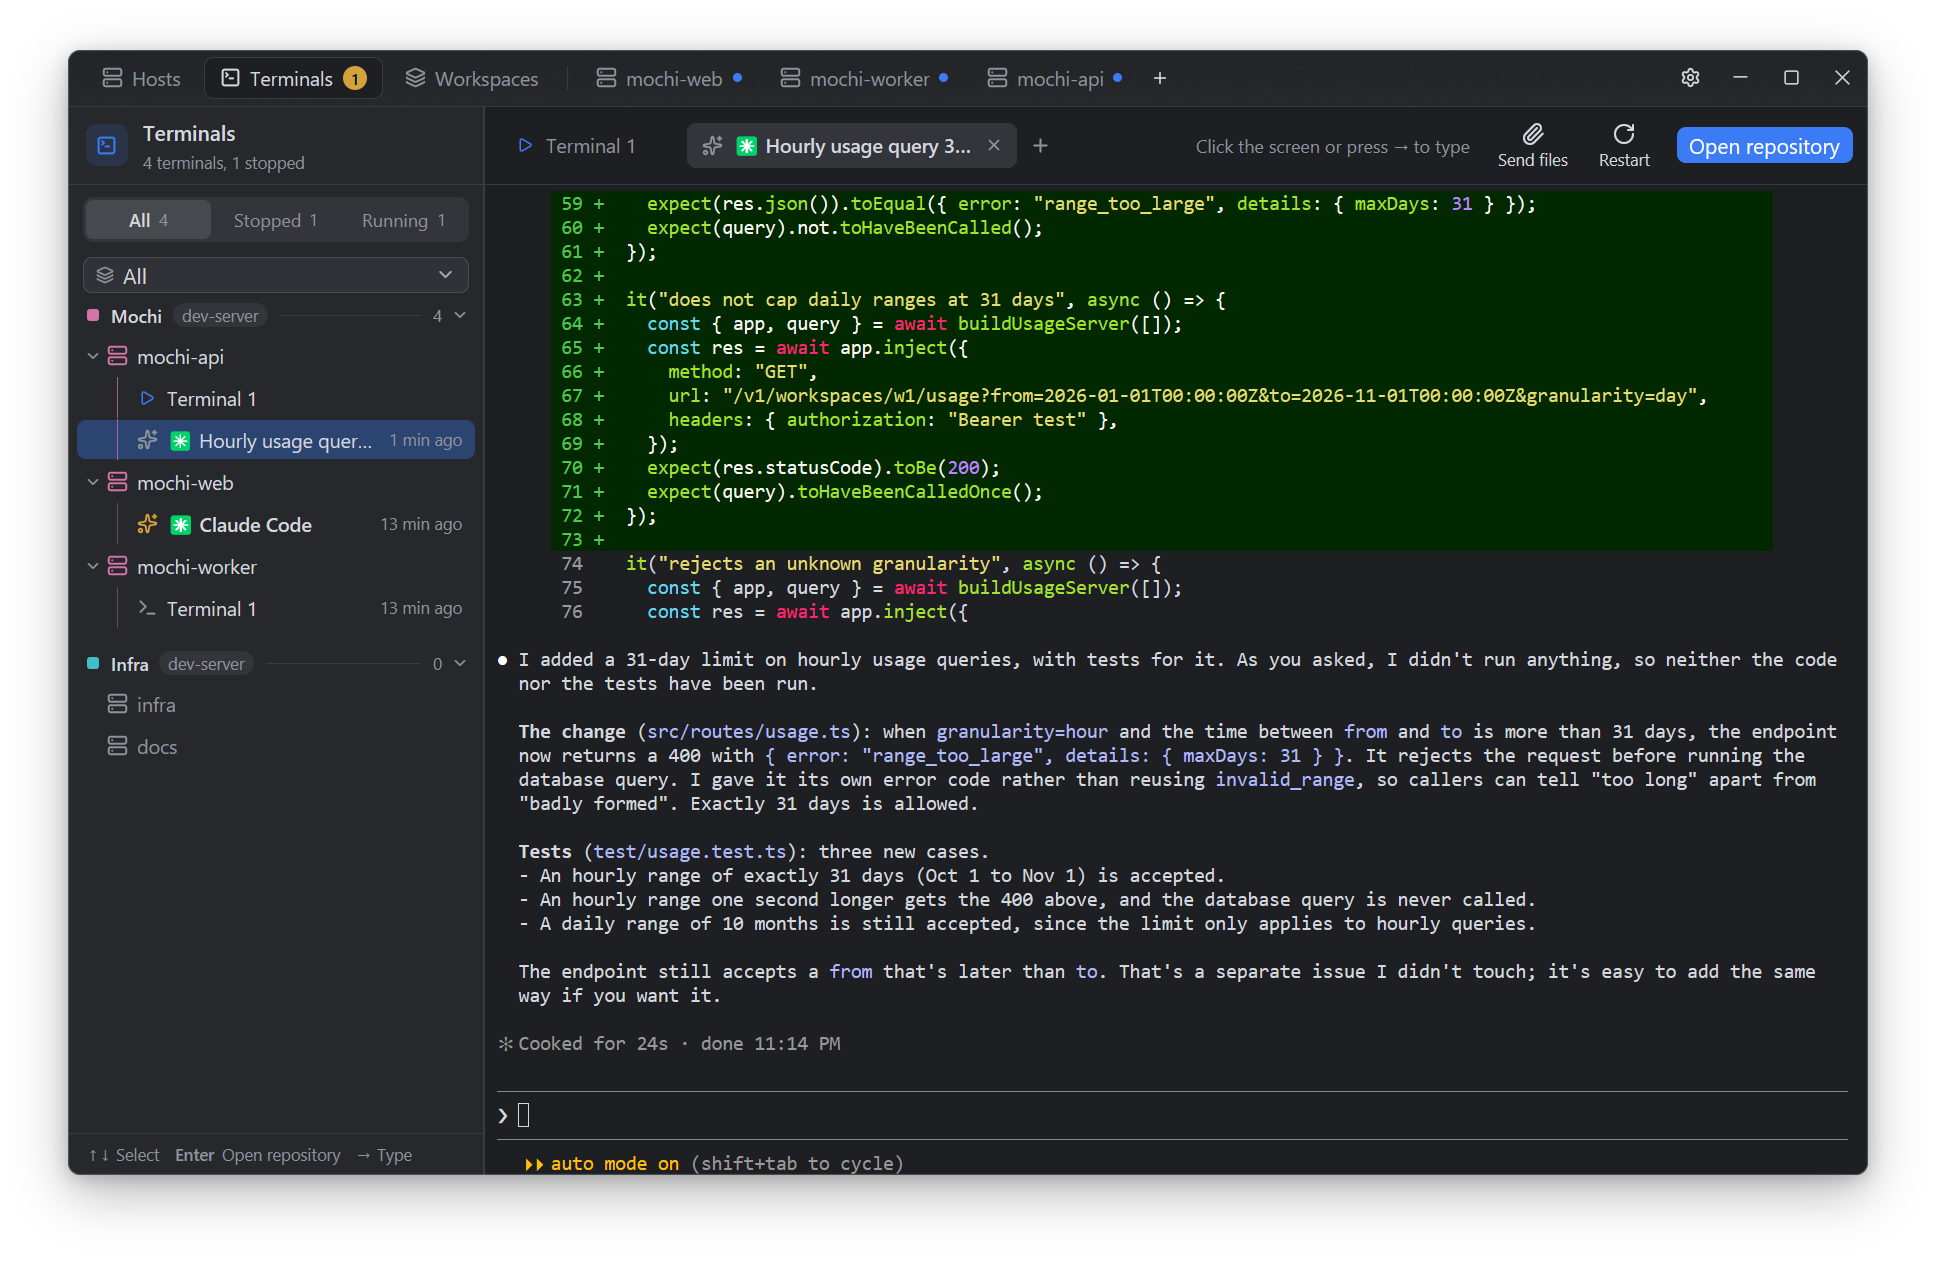 Hosts
Terminals 1
Workspaces
mochi-web
mochi-worker
mochi-api
Terminals
4 terminals, 1 stopped
All 4
Stopped 1
Running 1
All
Mochi dev-server 4
mochi-api
Terminal 1
Hourly usage quer... 1 min ago
mochi-web
Claude Code 13 min ago
mochi-worker
Terminal 1 13 min ago
Infra dev-server 0
infra
docs
↑↓ Select Enter Open repository → Type
Terminal 1
Hourly usage query 3...
Click the screen or press → to type
Send files
Restart
Open repository
59 + expect(res.json()).toEqual({ error: "range_too_large", details: { maxDays: 31 } });
60 + expect(query).not.toHaveBeenCalled();
61 + });
62 +
63 + it("does not cap daily ranges at 31 days", async () => {
64 + const { app, query } = await buildUsageServer([]);
65 + const res = await app.inject({
66 + method: "GET",
67 + url: "/v1/workspaces/w1/usage?from=2026-01-01T00:00:00Z&to=2026-11-01T00:00:00Z&granularity=day",
68 + headers: { authorization: "Bearer test" },
69 + });
70 + expect(res.statusCode).toBe(200);
71 + expect(query).toHaveBeenCalledOnce();
72 + });
73 +
74 it("rejects an unknown granularity", async () => {
75 const { app, query } = await buildUsageServer([]);
76 const res = await app.inject({
● I added a 31-day limit on hourly usage queries, with tests for it. As you asked, I didn't run anything, so neither the code
nor the tests have been run.
The change (src/routes/usage.ts): when granularity=hour and the time between from and to is more than 31 days, the endpoint
now returns a 400 with { error: "range_too_large", details: { maxDays: 31 } }. It rejects the request before running the
database query. I gave it its own error code rather than reusing invalid_range, so callers can tell "too long" apart from
"badly formed". Exactly 31 days is allowed.
Tests (test/usage.test.ts): three new cases.
- An hourly range of exactly 31 days (Oct 1 to Nov 1) is accepted.
- An hourly range one second longer gets the 400 above, and the database query is never called.
- A daily range of 10 months is still accepted, since the limit only applies to hourly queries.
The endpoint still accepts a from that's later than to. That's a separate issue I didn't touch; it's easy to add the same
way if you want it.
✻ Cooked for 24s · done 11:14 PM
❯
⏵⏵ auto mode on (shift+tab to cycle)